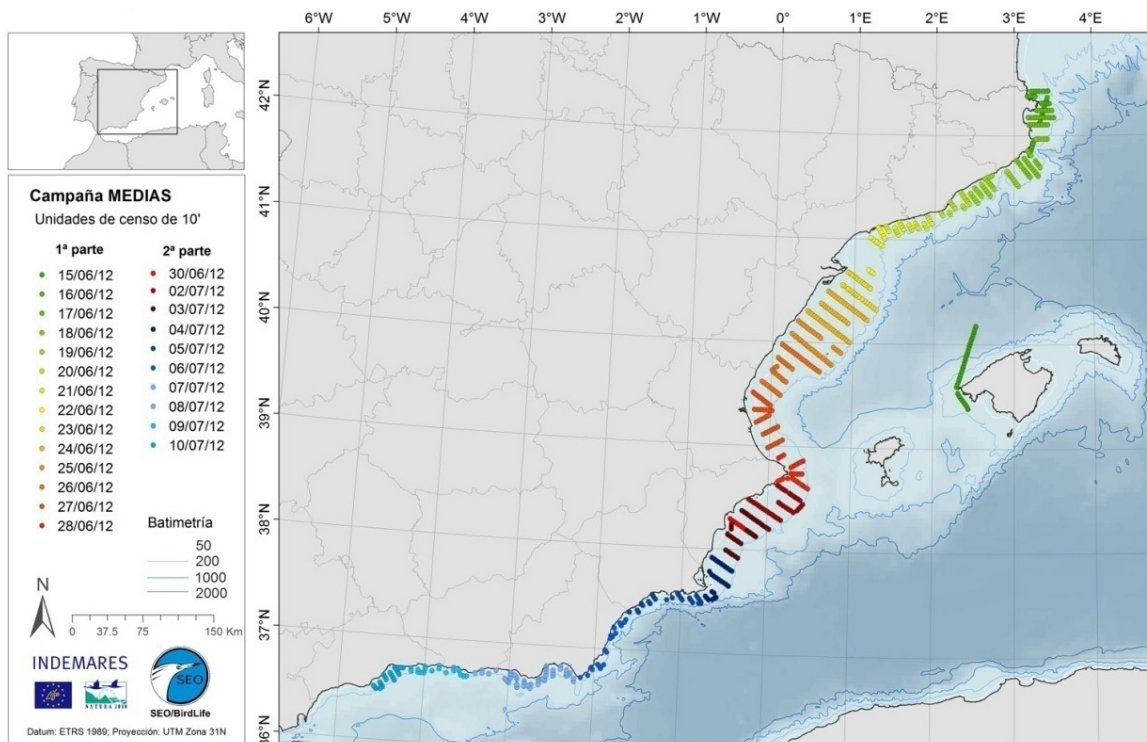 6°W 5°W 4°W 3°W 2°W 1°W 0° 1°E 2°E 3°E 4°E
42°N
41°N
40°N
39°N
38°N
37°N
36°N
Campaña MEDIAS
Unidades de censo de 10'
1ª parte
15/06/12
16/06/12
17/06/12
18/06/12
19/06/12
20/06/12
21/06/12
22/06/12
23/06/12
24/06/12
25/06/12
26/06/12
27/06/12
28/06/12
2ª parte
30/06/12
02/07/12
03/07/12
04/07/12
05/07/12
06/07/12
07/07/12
08/07/12
09/07/12
10/07/12
Batimetría
50
200
1000
2000
N
0 37.5 75 150 Km
INDEMARES
Life
NATURA 2000
SEO
SEO/BirdLife
Datum: ETRS 1989; Proyección: UTM Zona 31N